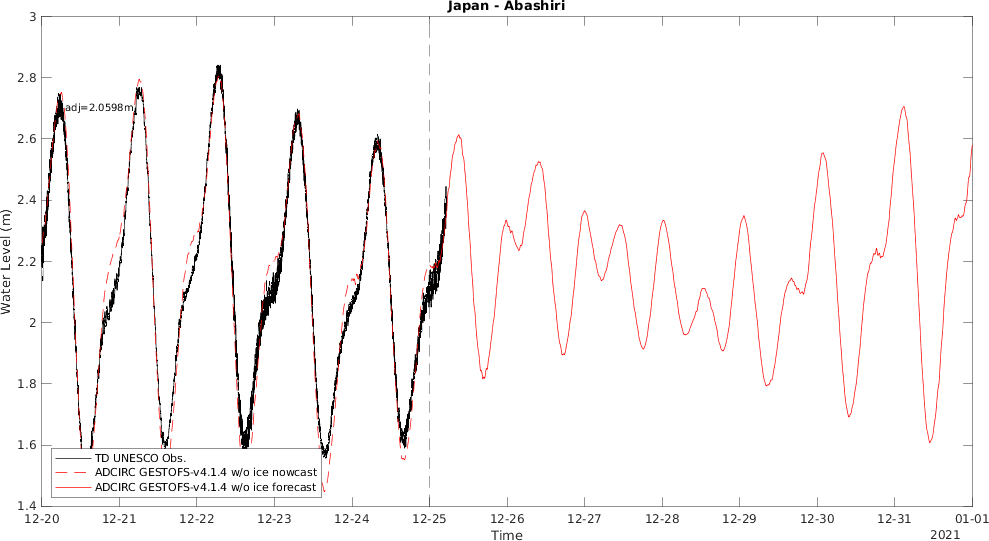 Japan - Abashiri
3
2.8
2.6
2.4
2.2
2
1.8
1.6
1.4
Water Level (m)
adj=2.0598m
TD UNESCO Obs.
ADCIRC GESTOFS-v4.1.4 w/o ice nowcast
ADCIRC GESTOFS-v4.1.4 w/o ice forecast
12-20 12-21 12-22 12-23 12-24 12-25 12-26 12-27 12-28 12-29 12-30 12-31 01-01
Time
2021